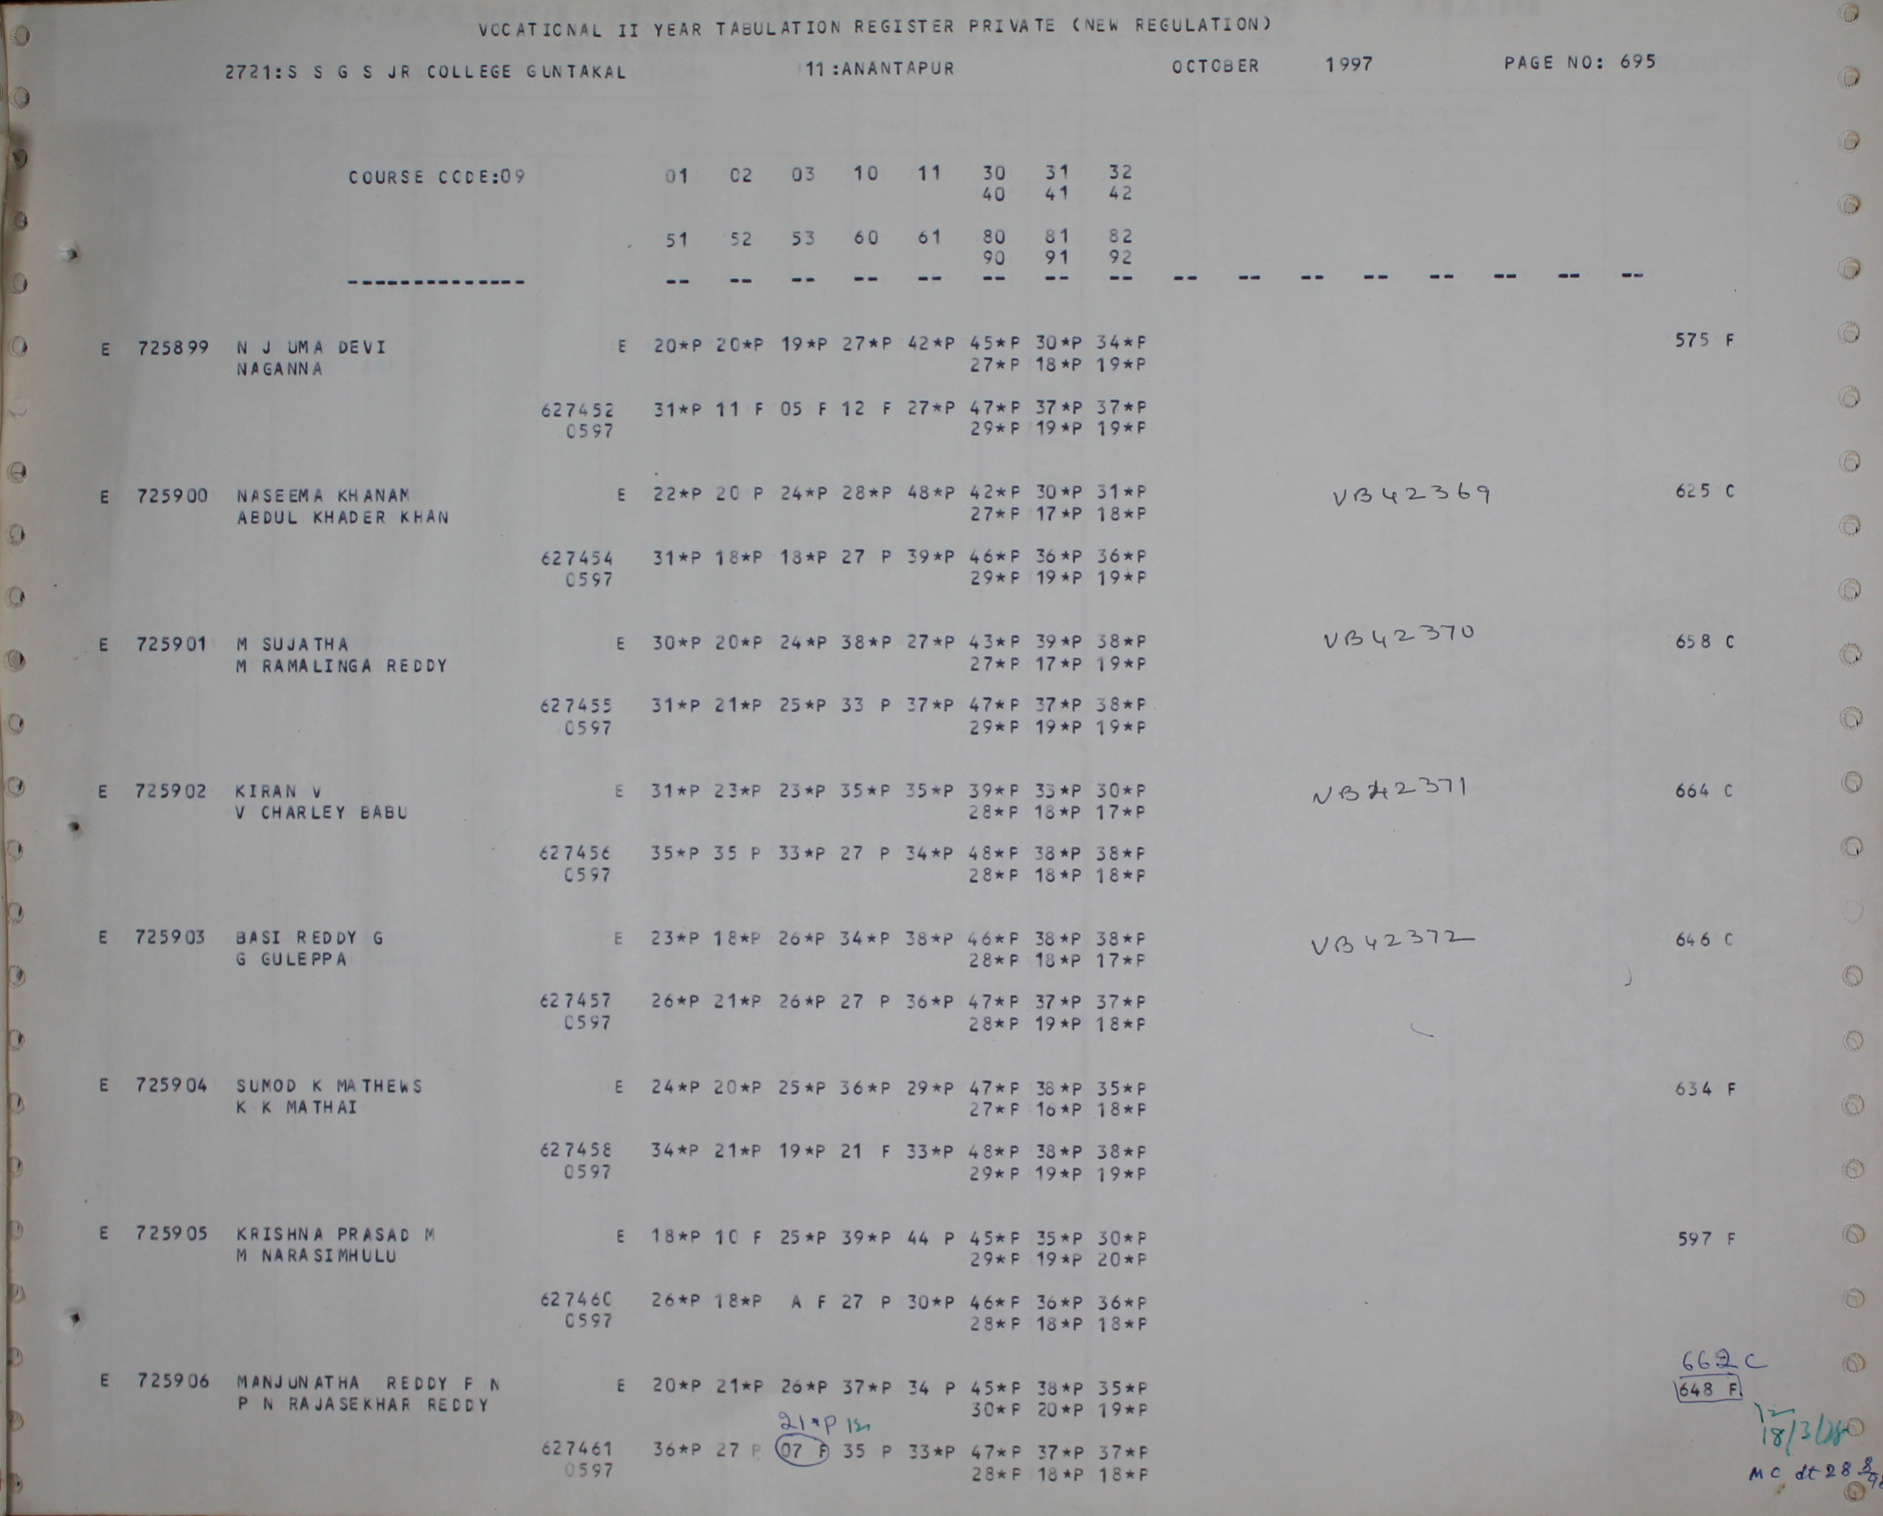 VOCATIONAL II YEAR TABULATION REGISTER PRIVATE (NEW REGULATION)
2721:S S G S JR COLLEGE GUNTAKAL 11:ANANTAPUR OCTOBER 1997 PAGE NO: 695
COURSE CODE:09 01 02 03 10 11 30 31 32
40 41 42
51 52 53 60 61 80 81 82
90 91 92
-------------- -- -- -- -- -- -- -- -- -- -- -- -- -- -- -- --
E 725899 N J UMA DEVI E 20*P 20*P 19*P 27*P 42*P 45*P 30*P 34*P 575 F
NAGANNA 27*P 18*P 19*P
627452 31*P 11 F 05 F 12 F 27*P 47*P 37*P 37*P
0597 29*P 19*P 19*P
E 725900 NASEEMA KHANAM E 22*P 20 P 24*P 28*P 48*P 42*P 30*P 31*P VB42369 625 C
ABDUL KHADER KHAN 27*P 17*P 18*P
627454 31*P 18*P 18*P 27 P 39*P 46*P 36*P 36*P
0597 29*P 19*P 19*P
E 725901 M SUJATHA E 30*P 20*P 24*P 38*P 27*P 43*P 39*P 38*P VB42370 658 C
M RAMALINGA REDDY 27*P 17*P 19*P
627455 31*P 21*P 25*P 33 P 37*P 47*P 37*P 38*P
0597 29*P 19*P 19*P
E 725902 KIRAN V E 31*P 23*P 23*P 35*P 35*P 39*P 33*P 30*P VB42371 664 C
V CHARLEY BABU 28*P 18*P 17*P
627456 35*P 35 P 33*P 27 P 34*P 48*P 38*P 38*P
0597 28*P 18*P 18*P
E 725903 BASI REDDY G E 23*P 18*P 26*P 34*P 38*P 46*P 38*P 38*P VB42372 646 C
G GULEPPA 28*P 18*P 17*P
627457 26*P 21*P 26*P 27 P 36*P 47*P 37*P 37*P
0597 28*P 19*P 18*P
E 725904 SUMOD K MATHEWS E 24*P 20*P 25*P 36*P 29*P 47*P 38*P 35*P 634 F
K K MATHAI 27*P 16*P 18*P
627458 34*P 21*P 19*P 21 F 33*P 48*P 38*P 38*P
0597 29*P 19*P 19*P
E 725905 KRISHNA PRASAD M E 18*P 10 F 25*P 39*P 44 P 45*P 35*P 30*P 597 F
M NARASIMHULU 29*P 19*P 20*P
627460 26*P 18*P A F 27 P 30*P 46*P 36*P 36*P
0597 28*P 18*P 18*P
662 C
E 725906 MANJUNATHA REDDY P N E 20*P 21*P 26*P 37*P 34 P 45*P 38*P 35*P 648 F
P N RAJASEKHAR REDDY 30*P 20*P 19*P
21*P
627461 36*P 27 P 07 F 35 P 33*P 47*P 37*P 37*P
0597 28*P 18*P 18*P
MC dt 28